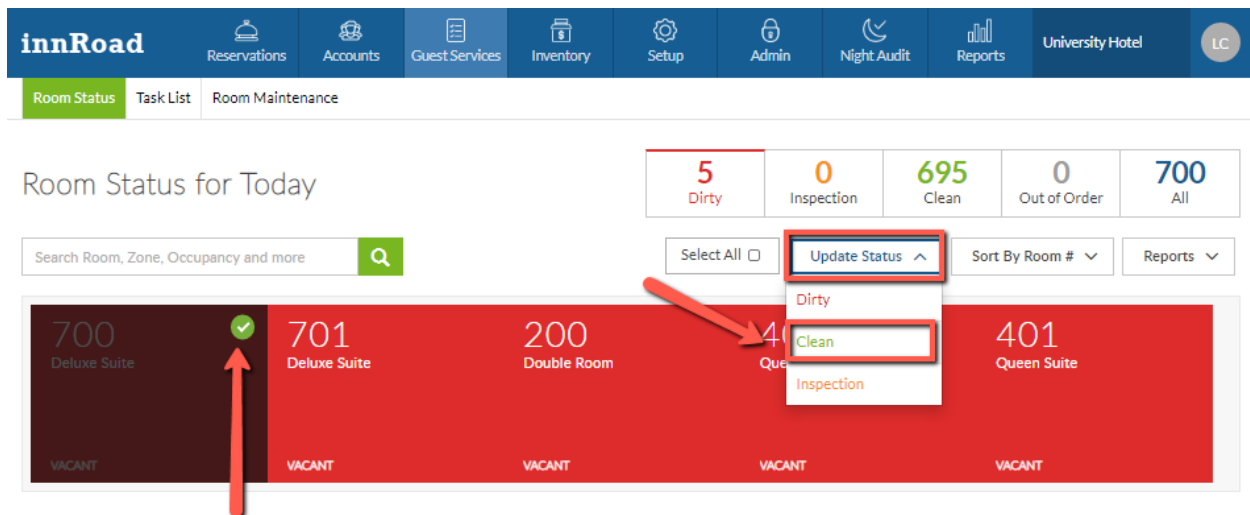 innRoad
Reservations
Accounts
Guest Services
Inventory
Setup
Admin
Night Audit
Reports
University Hotel
LC
Room Status
Task List
Room Maintenance
Room Status for Today
5
Dirty
0
Inspection
695
Clean
0
Out of Order
700
All
Search Room, Zone, Occupancy and more
Select All
Update Status
Sort By Room #
Reports
Dirty
Clean
Inspection
700
Deluxe Suite
VACANT
701
Deluxe Suite
VACANT
200
Double Room
VACANT
VACANT
401
Queen Suite
VACANT